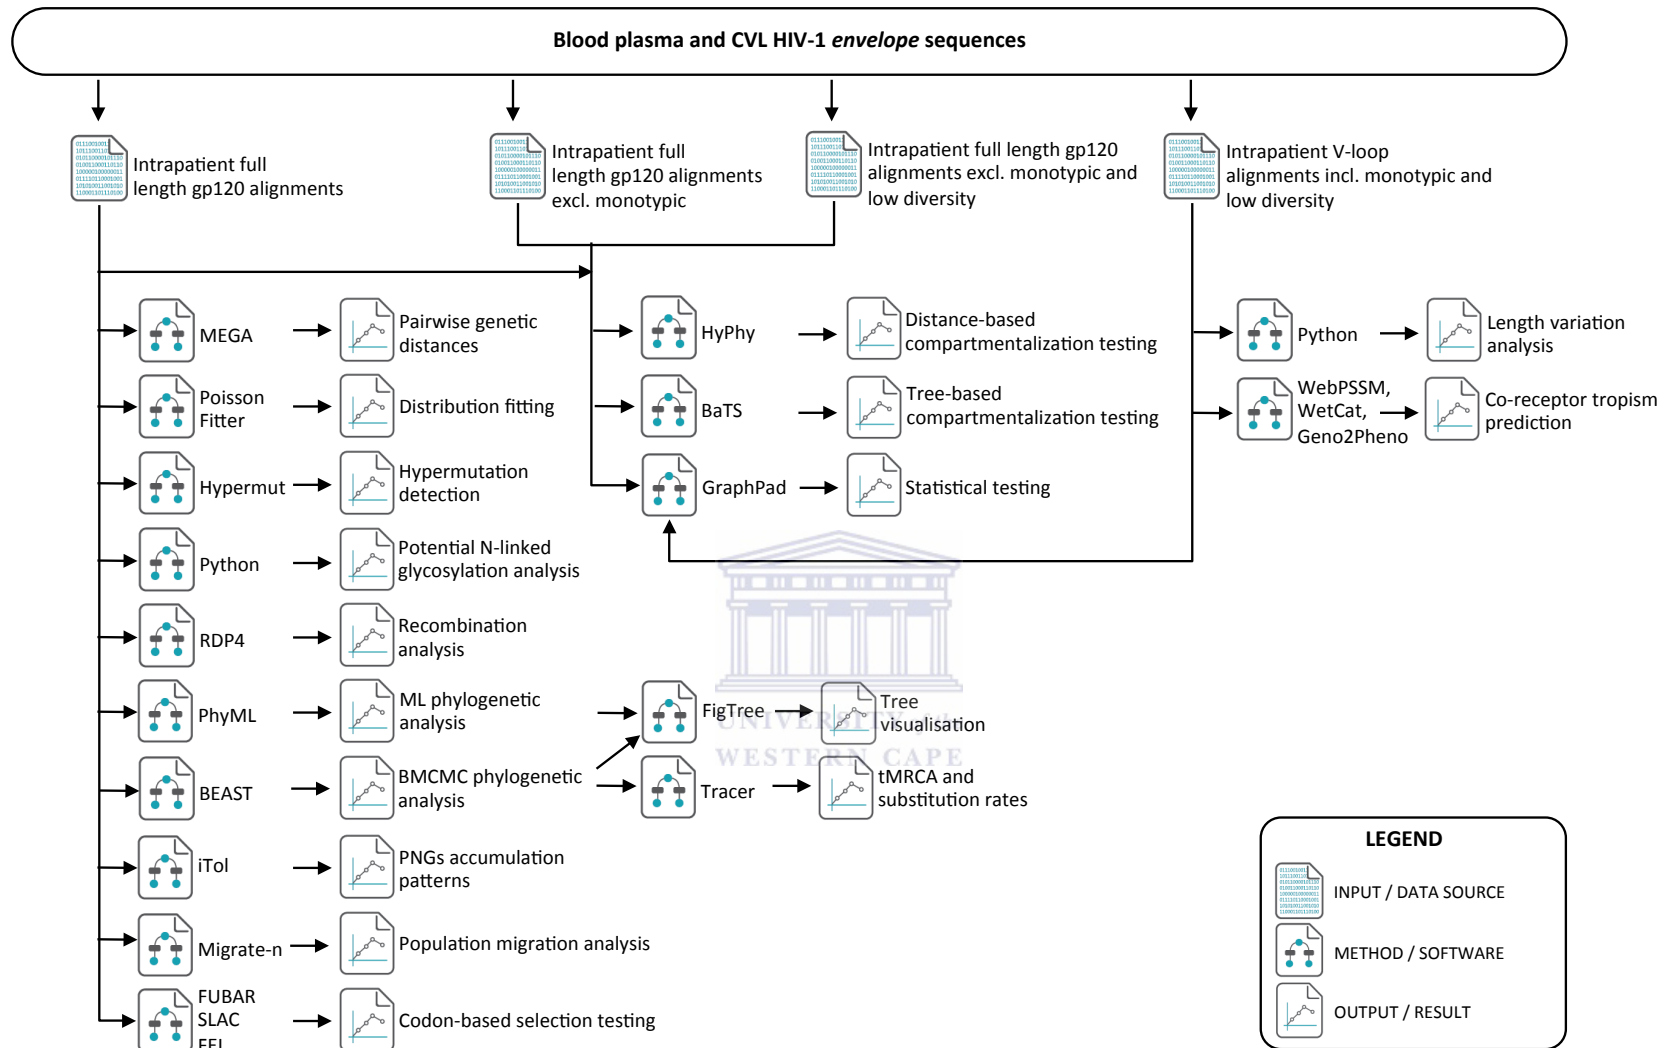 Blood plasma and CVL HIV-1 envelope sequences
Intrapatient full
length gp120 alignments
Intrapatient full
length gp120 alignments
excl. monotypic
Intrapatient full length gp120
alignments excl. monotypic and
low diversity
Intrapatient V-loop
alignments incl. monotypic and
low diversity
MEGA
Pairwise genetic
distances
HyPhy
Distance-based
compartmentalization testing
Python
Length variation
analysis
Poisson
Fitter
Distribution fitting
BaTS
Tree-based
compartmentalization testing
WebPSSM,
WetCat,
Geno2Pheno
Co-receptor tropism
prediction
Hypermut
Hypermutation
detection
GraphPad
Statistical testing
Python
Potential N-linked
glycosylation analysis
RDP4
Recombination
analysis
PhyML
ML phylogenetic
analysis
FigTree
Tree
visualisation
UNIVERSITY of the
WESTERN CAPE
BEAST
BMCMC phylogenetic
analysis
Tracer
tMRCA and
substitution rates
iTol
PNGs accumulation
patterns
Migrate-n
Population migration analysis
FUBAR
SLAC
FEL
Codon-based selection testing
LEGEND
INPUT / DATA SOURCE
METHOD / SOFTWARE
OUTPUT / RESULT